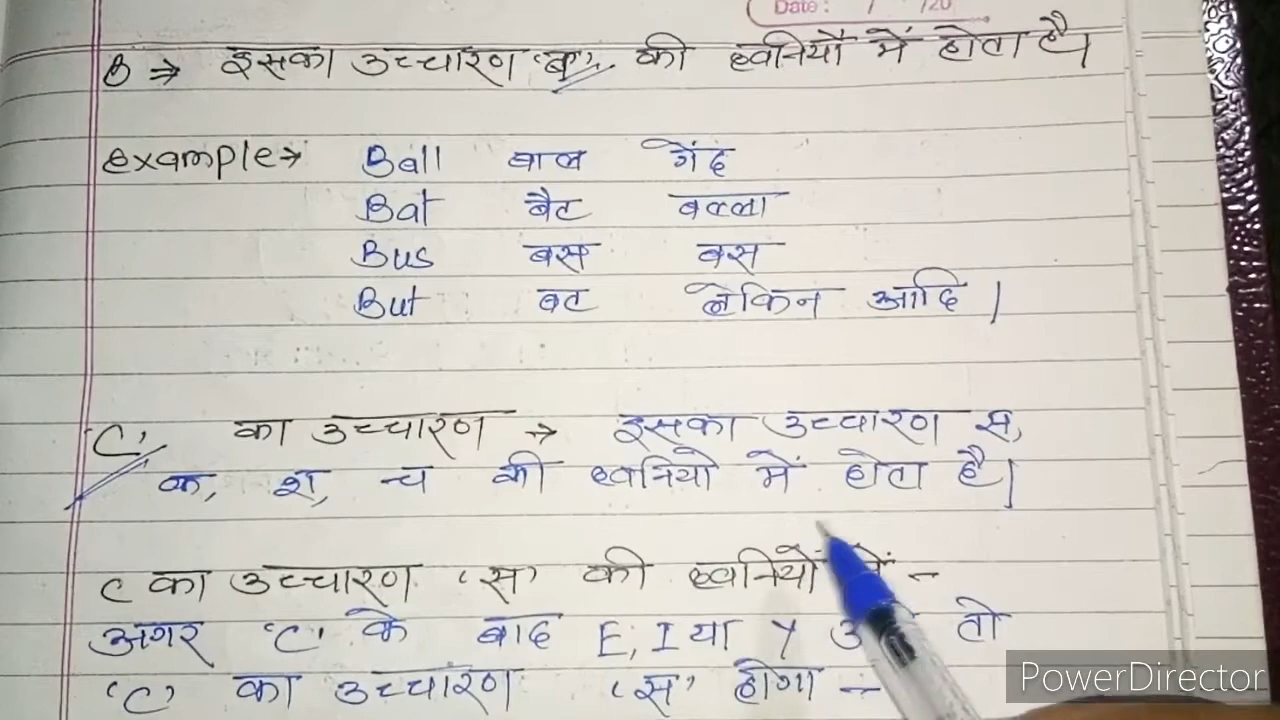 Date: / /20
B ⇒ इसका उच्चारण 'ब' की ध्वनियों में होता है।
example→ Ball बाल गेंद
Bat बैट बल्ला
Bus बस बस
But बट लेकिन आदि।
'C' का उच्चारण → इसका उच्चारण स,
क, श, च की ध्वनियो में होता है।
C का उच्चारण 'स' की ध्वनियों में -
अगर 'C' के बाद E, I या Y तो
'C' का उच्चारण 'स' होगा -
PowerDirector